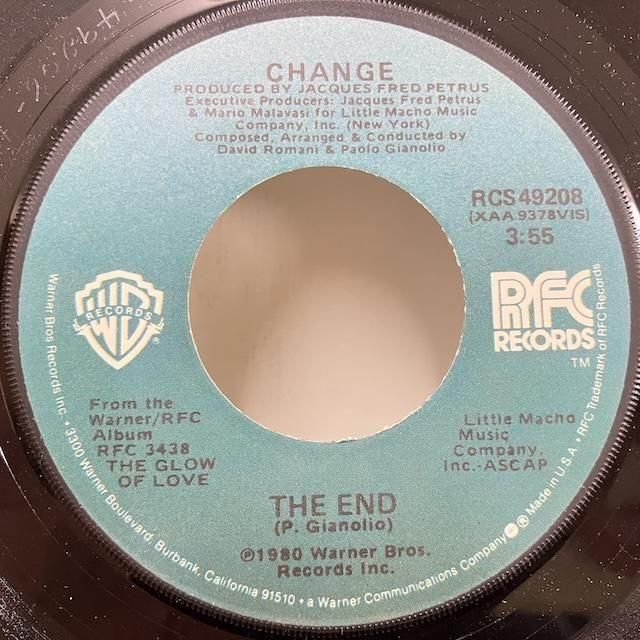 CHANGE
PRODUCED BY JACQUES FRED PETRUS
Executive Producers: Jacques Fred Petrus
& Mario Malavasi for Little Macho Music
Company, Inc. (New York)
Composed, Arranged & Conducted by
David Romani & Paolo Gianolio
RCS 49208
(XAA 9378V1S)
3:55
WB
RECORDS
®
RFC
RECORDS
TM
From the
Warner/RFC
Album
RFC 3438
THE GLOW
OF LOVE
Little Macho
Music
Company,
Inc.-ASCAP
THE END
(P. Gianolio)
℗1980 Warner Bros.
Records Inc.
Warner Bros Records Inc. • 3300 Warner Boulevard, Burbank, California 91510 • a Warner Communications Company ® Made in U.S.A. • RFC Trademark of RFC Records